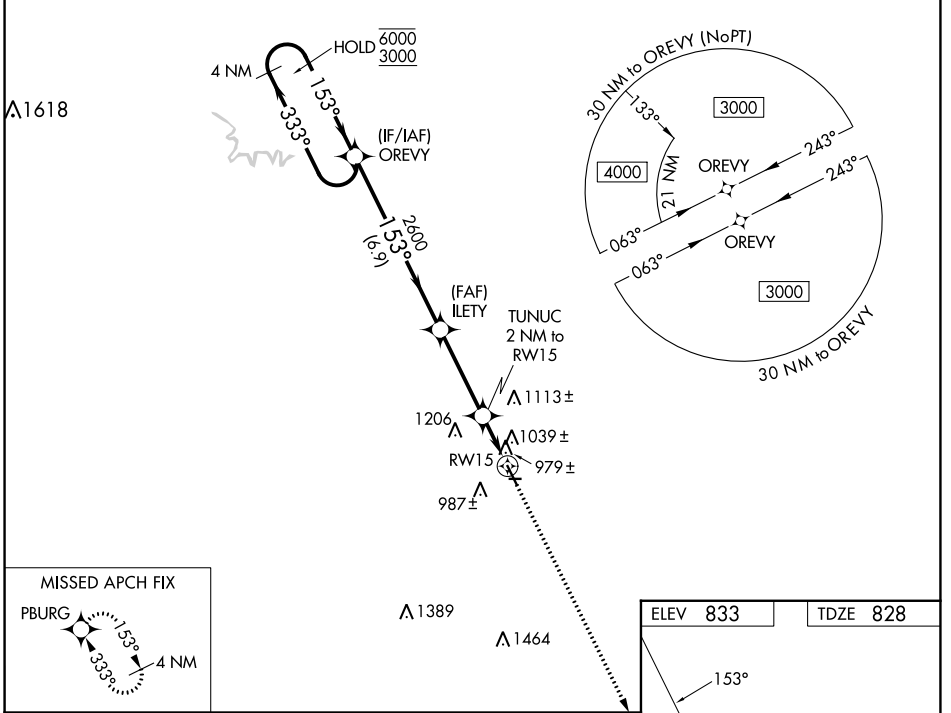 HOLD 6000
3000
4 NM
153°
333°
1618
(IF/IAF)
OREVY
2600
153°
(6.9)
(FAF)
ILETY
TUNUC
2 NM to
RW15
1113 ±
1206
1039 ±
RW15
979 ±
987 ±
1389
1464
30 NM to OREVY (NoPT)
133°
3000
4000
21 NM
OREVY
243°
063°
243°
OREVY
063°
3000
30 NM to OREVY
MISSED APCH FIX
PBURG
153°
333°
4 NM
ELEV 833
TDZE 828
153°